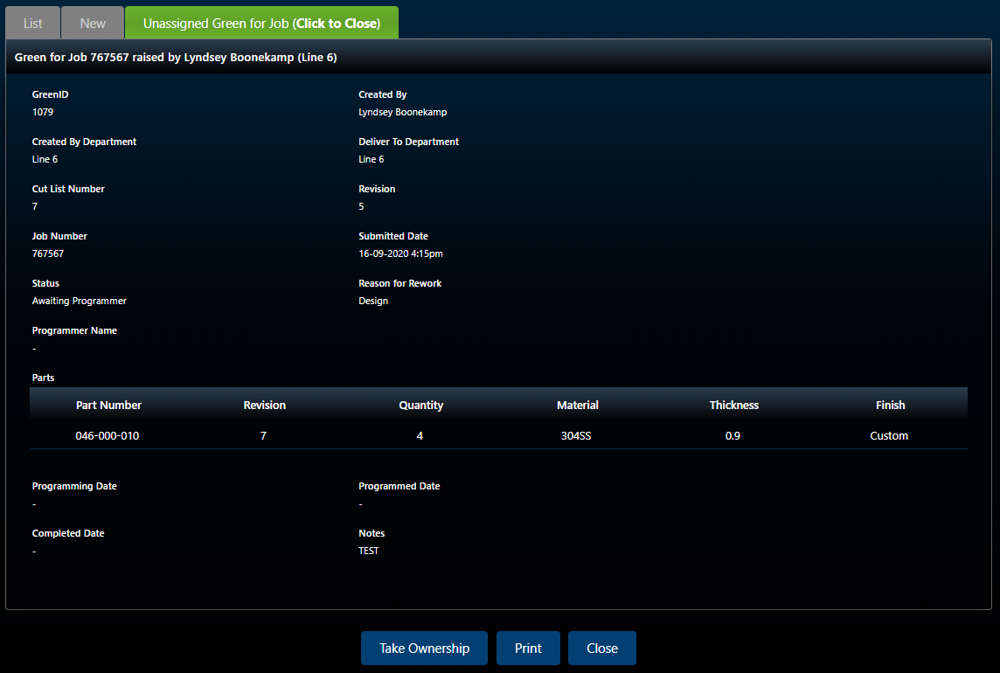 List New Unassigned Green for Job (Click to Close)
Green for Job 767567 raised by Lyndsey Boonekamp (Line 6)
GreenID Created By
1079 Lyndsey Boonekamp
Created By Department Deliver To Department
Line 6 Line 6
Cut List Number Revision
7 5
Job Number Submitted Date
767567 16-09-2020 4:15pm
Status Reason for Rework
Awaiting Programmer Design
Programmer Name
-
Parts
Part Number Revision Quantity Material Thickness Finish
046-000-010 7 4 304SS 0.9 Custom
Programming Date Programmed Date
- -
Completed Date Notes
- TEST
Take Ownership Print Close